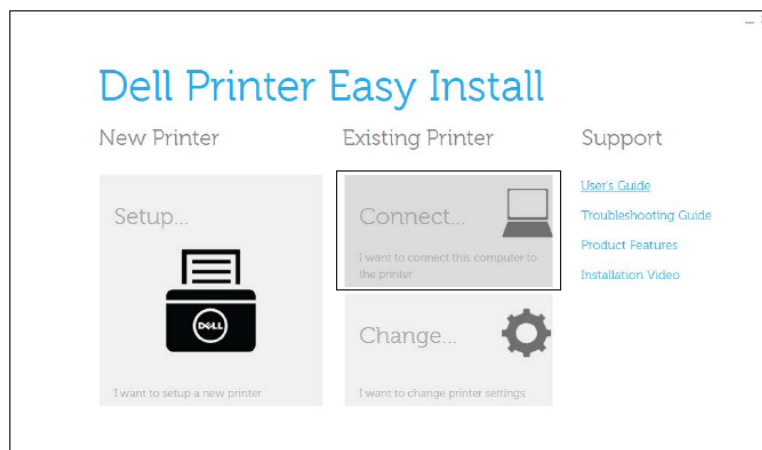 Dell Printer Easy Install
New Printer
Existing Printer
Support
Setup...
DELL
I want to setup a new printer
Connect...
I want to connect this computer to
the printer
Change...
I want to change printer settings
User's Guide
Troubleshooting Guide
Product Features
Installation Video